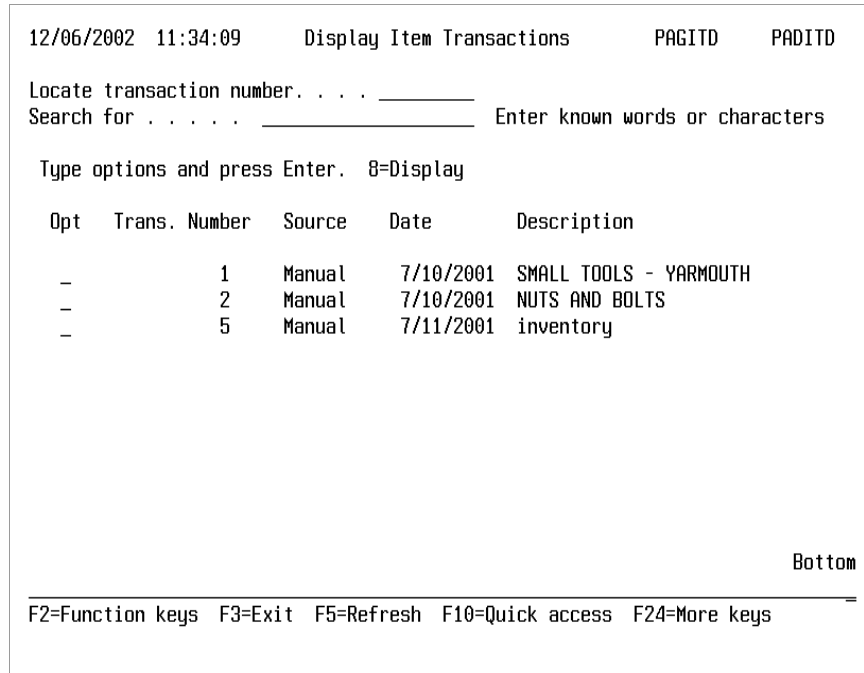 12/06/2002  11:34:09      Display Item Transactions        PAGITD     PADITD
Locate transaction number. . . . _________
Search for . . . . .  ____________________  Enter known words or characters
Type options and press Enter.  8=Display
Opt   Trans. Number   Source    Date        Description
_              1     Manual     7/10/2001  SMALL TOOLS - YARMOUTH
_              2     Manual     7/10/2001  NUTS AND BOLTS
_              5     Manual     7/11/2001  inventory
Bottom
F2=Function keys  F3=Exit  F5=Refresh  F10=Quick access  F24=More keys